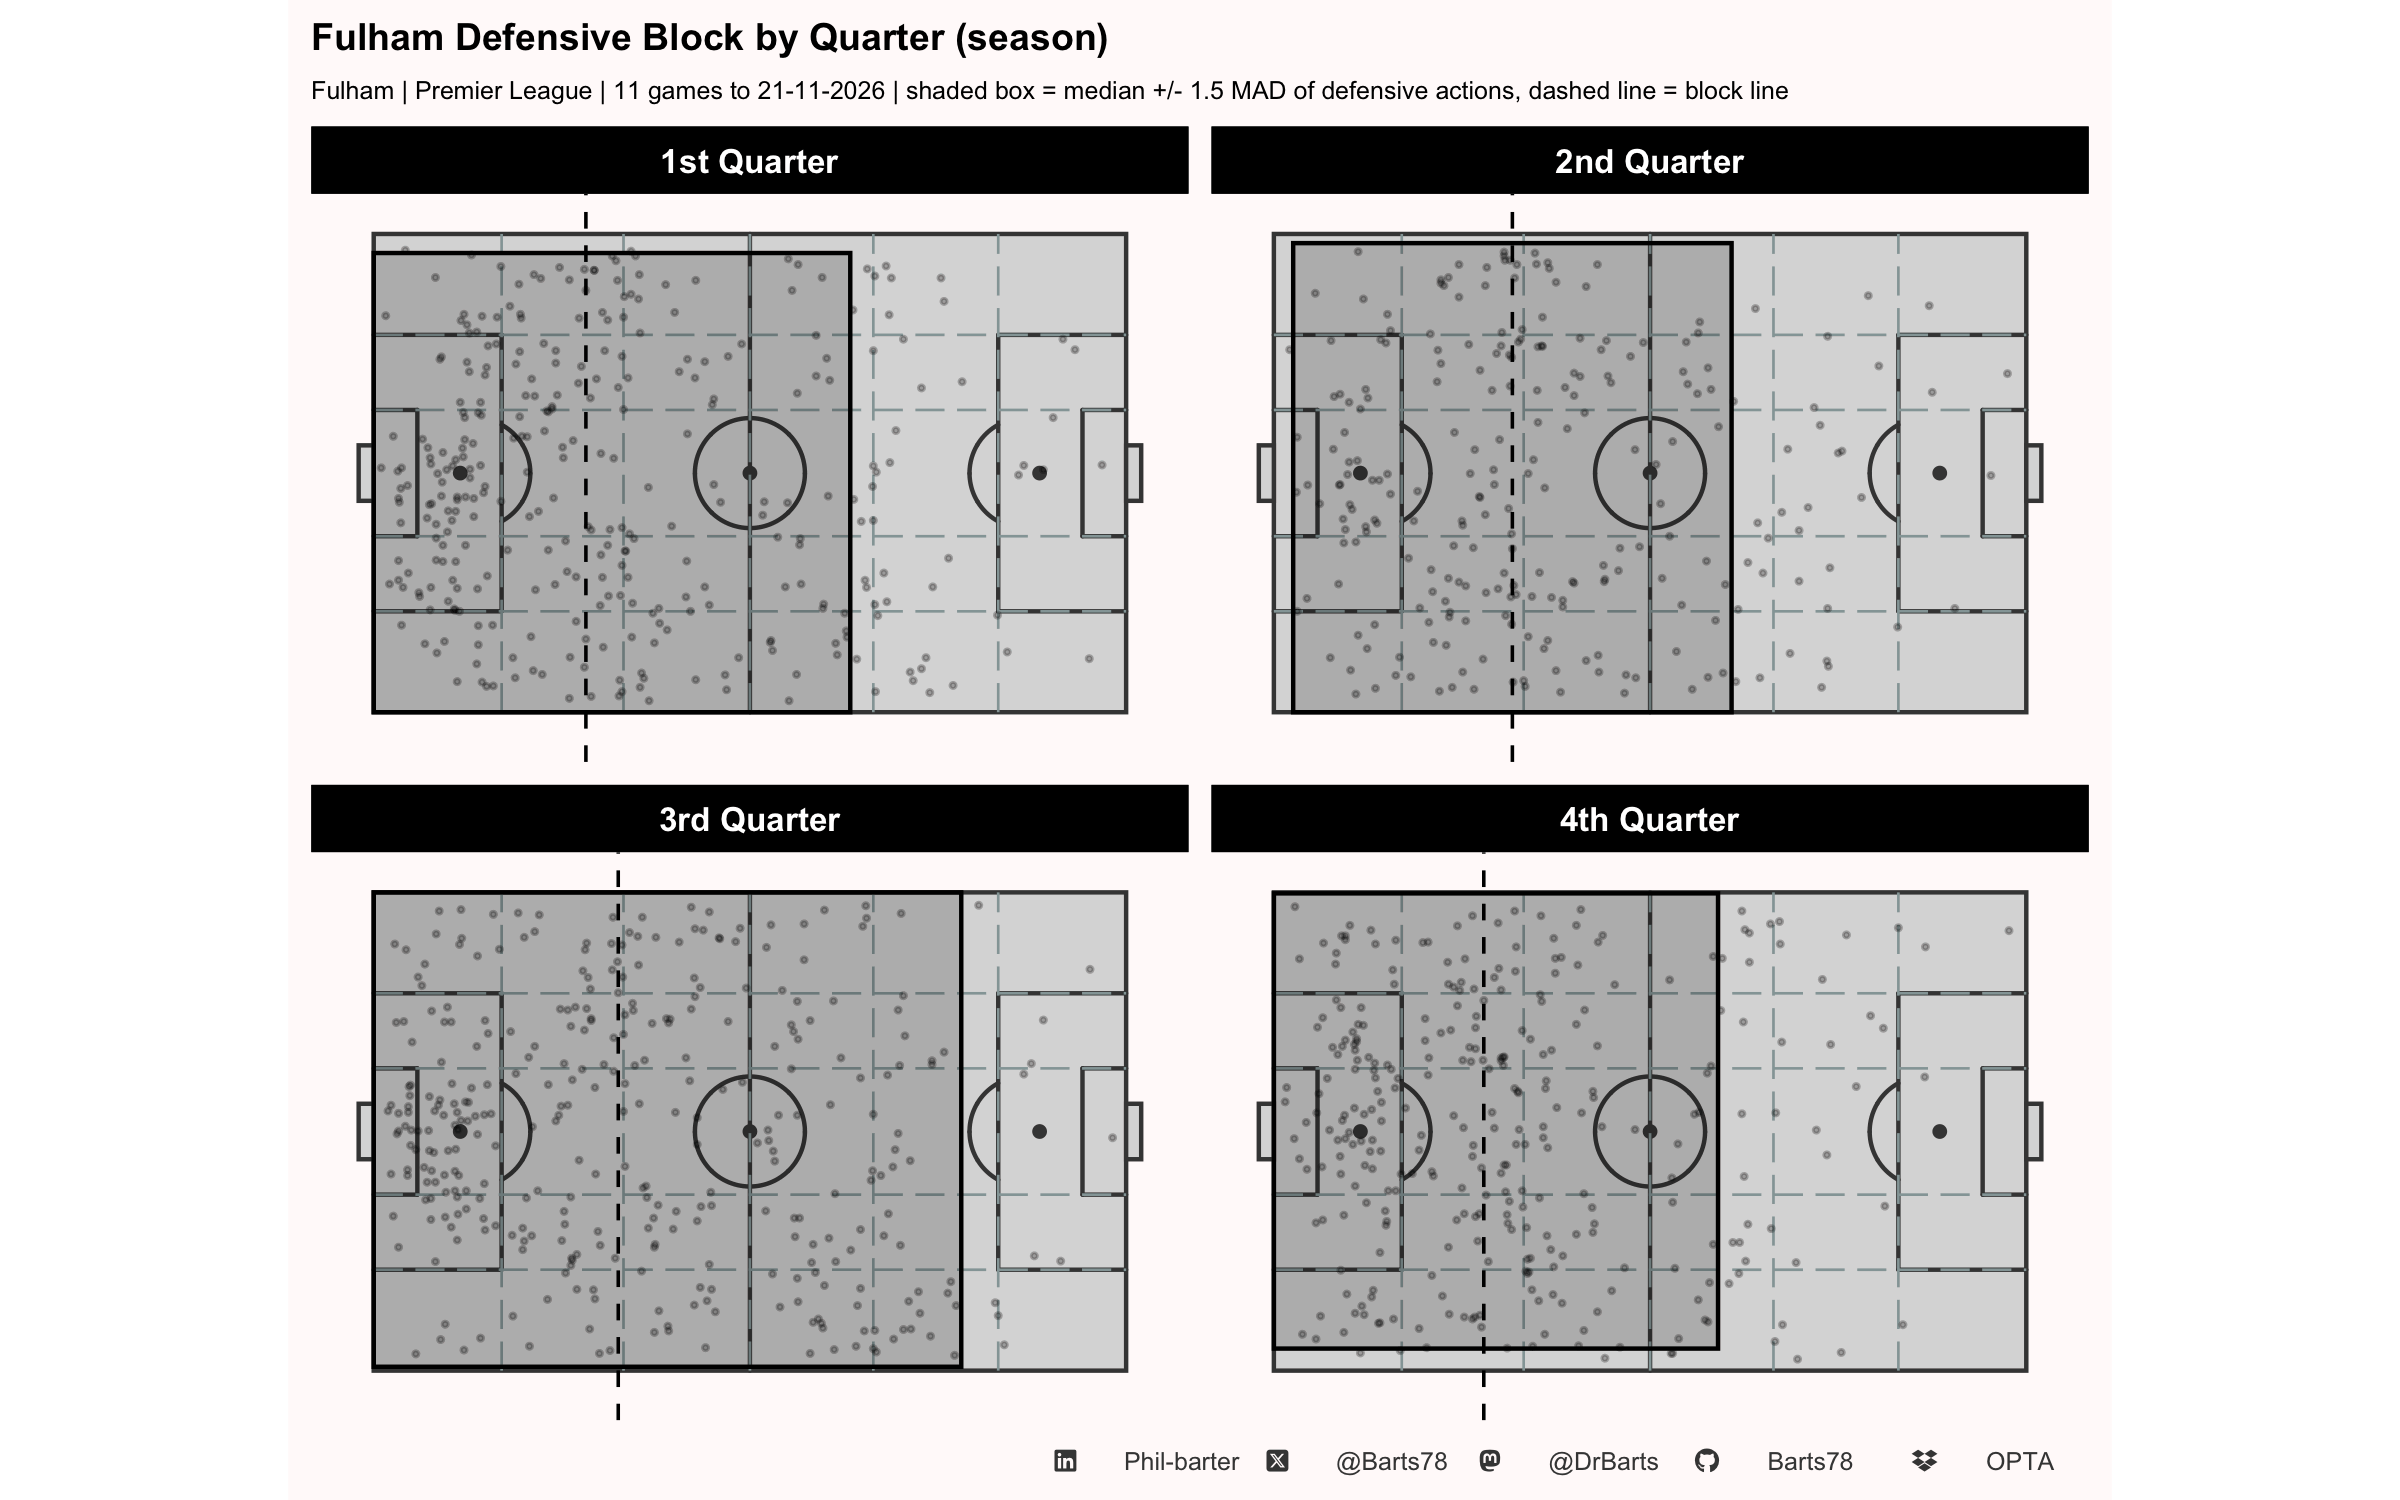 Fulham Defensive Block by Quarter (season)
Fulham | Premier League | 11 games to 21-11-2026 | shaded box = median +/- 1.5 MAD of defensive actions, dashed line = block line
1st Quarter
2nd Quarter
3rd Quarter
4th Quarter
Phil-barter @Barts78 @DrBarts Barts78 OPTA